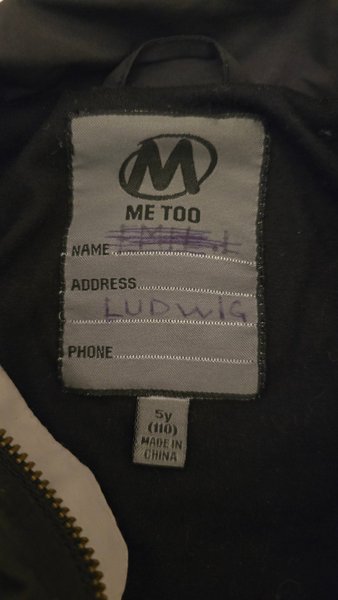 M
ME TOO
NAME
ADDRESS
LUDWIG
PHONE
5y
(110)
MADE IN
CHINA